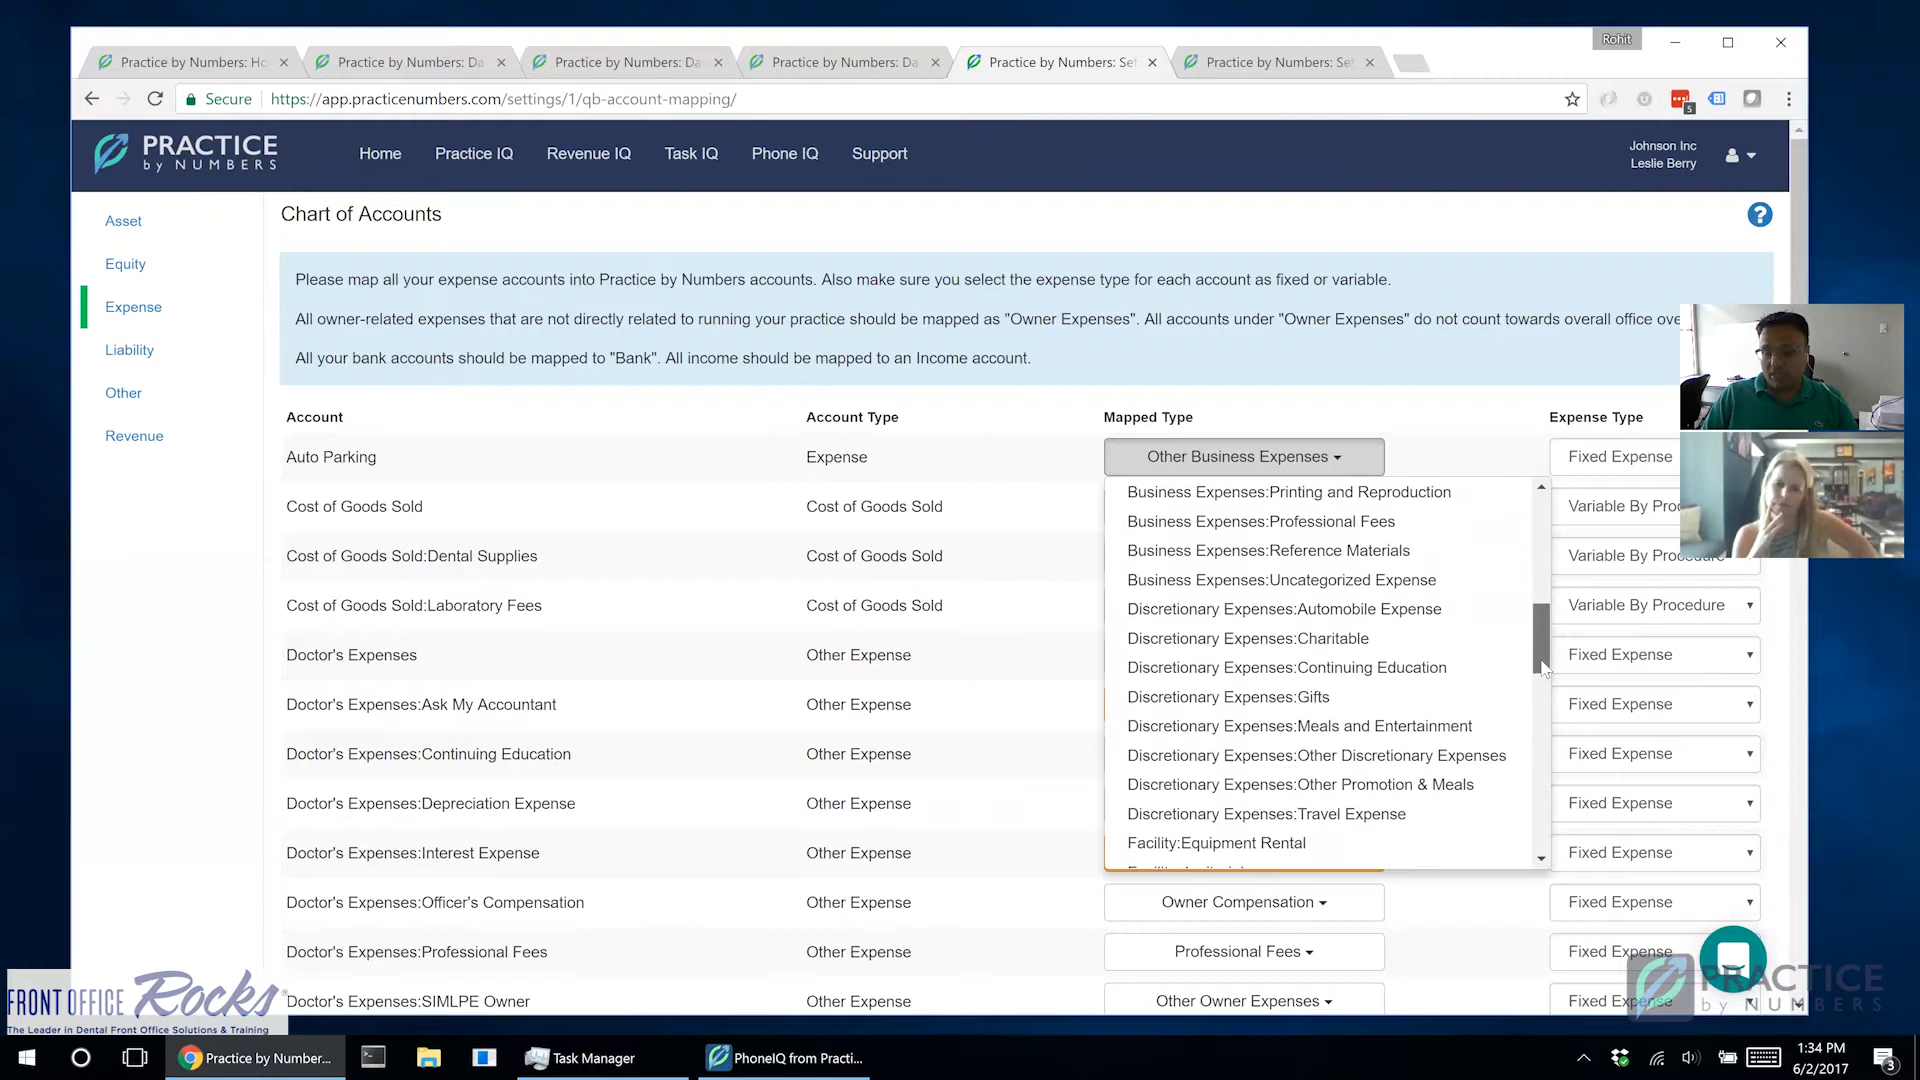 Rohit
Practice by Numbers: Ho
Practice by Numbers: Da
Practice by Numbers: Da
Practice by Numbers: Da
Practice by Numbers: Set
Practice by Numbers: Set
Secure
https://app.practicenumbers.com/settings/1/qb-account-mapping/
5
PRACTICE
by NUMBERS
Home
Practice IQ
Revenue IQ
Task IQ
Phone IQ
Support
Johnson Inc
Leslie Berry
Asset
Equity
Expense
Liability
Other
Revenue
Chart of Accounts
?
Please map all your expense accounts into Practice by Numbers accounts. Also make sure you select the expense type for each account as fixed or variable.
All owner-related expenses that are not directly related to running your practice should be mapped as "Owner Expenses". All accounts under "Owner Expenses" do not count towards overall office ove
All your bank accounts should be mapped to "Bank". All income should be mapped to an Income account.
Account Account Type Mapped Type Expense Type
Auto Parking Expense Other Business Expenses Fixed Expense
Cost of Goods Sold Cost of Goods Sold Variable By Pro
Cost of Goods Sold:Dental Supplies Cost of Goods Sold Variable By Procedure
Cost of Goods Sold:Laboratory Fees Cost of Goods Sold Variable By Procedure
Doctor's Expenses Other Expense Fixed Expense
Doctor's Expenses:Ask My Accountant Other Expense Fixed Expense
Doctor's Expenses:Continuing Education Other Expense Fixed Expense
Doctor's Expenses:Depreciation Expense Other Expense Fixed Expense
Doctor's Expenses:Interest Expense Other Expense Fixed Expense
Doctor's Expenses:Officer's Compensation Other Expense Owner Compensation Fixed Expense
Doctor's Expenses:Professional Fees Other Expense Professional Fees Fixed Expense
Doctor's Expenses:SIMLPE Owner Other Expense Other Owner Expenses Fixed Expense
Business Expenses:Printing and Reproduction
Business Expenses:Professional Fees
Business Expenses:Reference Materials
Business Expenses:Uncategorized Expense
Discretionary Expenses:Automobile Expense
Discretionary Expenses:Charitable
Discretionary Expenses:Continuing Education
Discretionary Expenses:Gifts
Discretionary Expenses:Meals and Entertainment
Discretionary Expenses:Other Discretionary Expenses
Discretionary Expenses:Other Promotion & Meals
Discretionary Expenses:Travel Expense
Facility:Equipment Rental
FRONT OFFICE Rocks
The Leader in Dental Front Office Solutions & Training
PRACTICE
by NUMBERS
Practice by Number...
Task Manager
PhoneIQ from Practi...
1:34 PM
6/2/2017
3